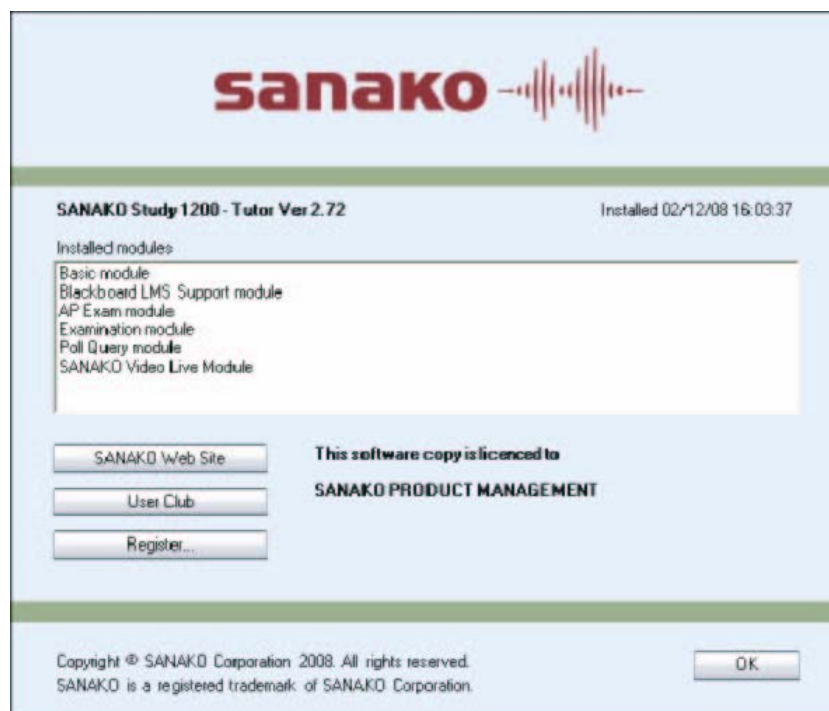 sanako
SANAKO Study 1200 - Tutor Ver 2.72 Installed 02/12/08 16:03:37
Installed modules
Basic module
Blackboard LMS Support module
AP Exam module
Examination module
Poll Query module
SANAKO Video Live Module
SANAKO Web Site
This software copy is licenced to
User Club
SANAKO PRODUCT MANAGEMENT
Register...
Copyright © SANAKO Corporation 2008. All rights reserved.
SANAKO is a registered trademark of SANAKO Corporation.
OK